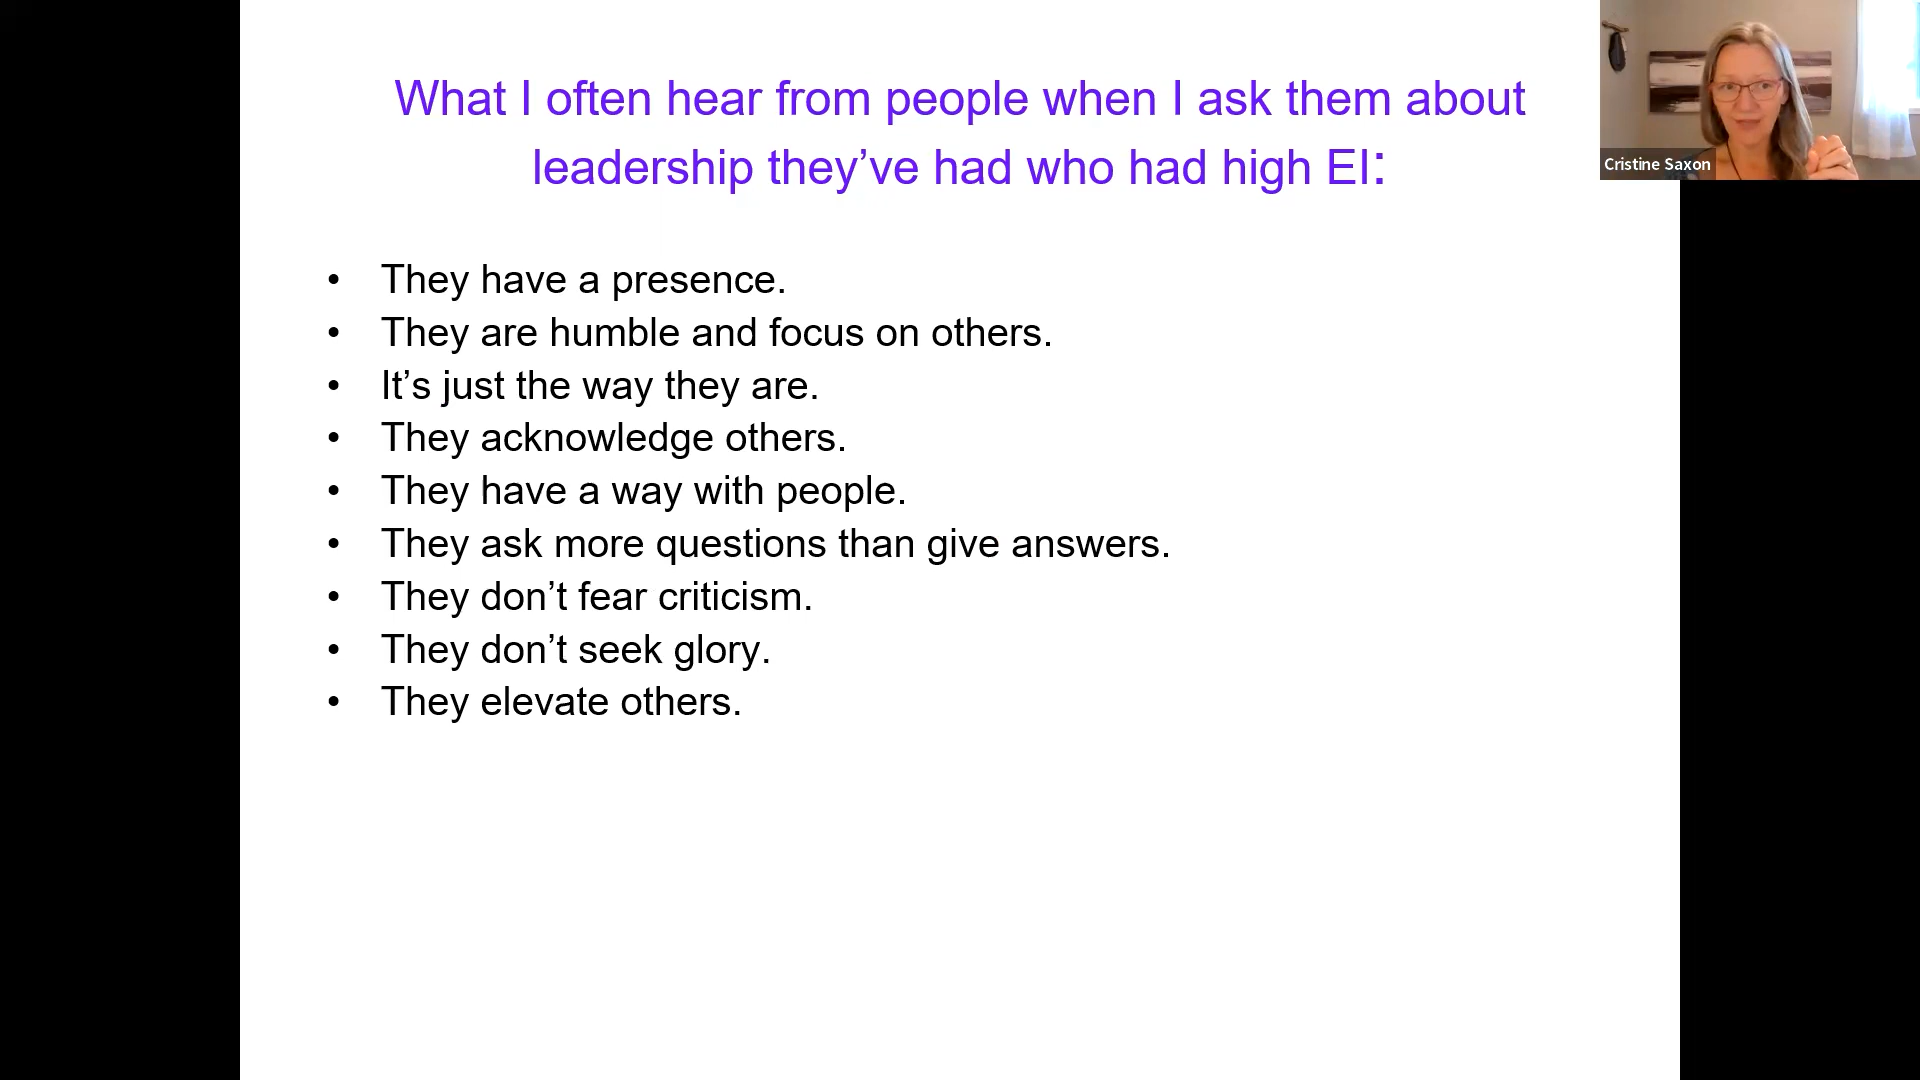 What I often hear from people when I ask them about
leadership they’ve had who had high EI:
• They have a presence.
• They are humble and focus on others.
• It’s just the way they are.
• They acknowledge others.
• They have a way with people.
• They ask more questions than give answers.
• They don’t fear criticism.
• They don’t seek glory.
• They elevate others.
Cristine Saxon